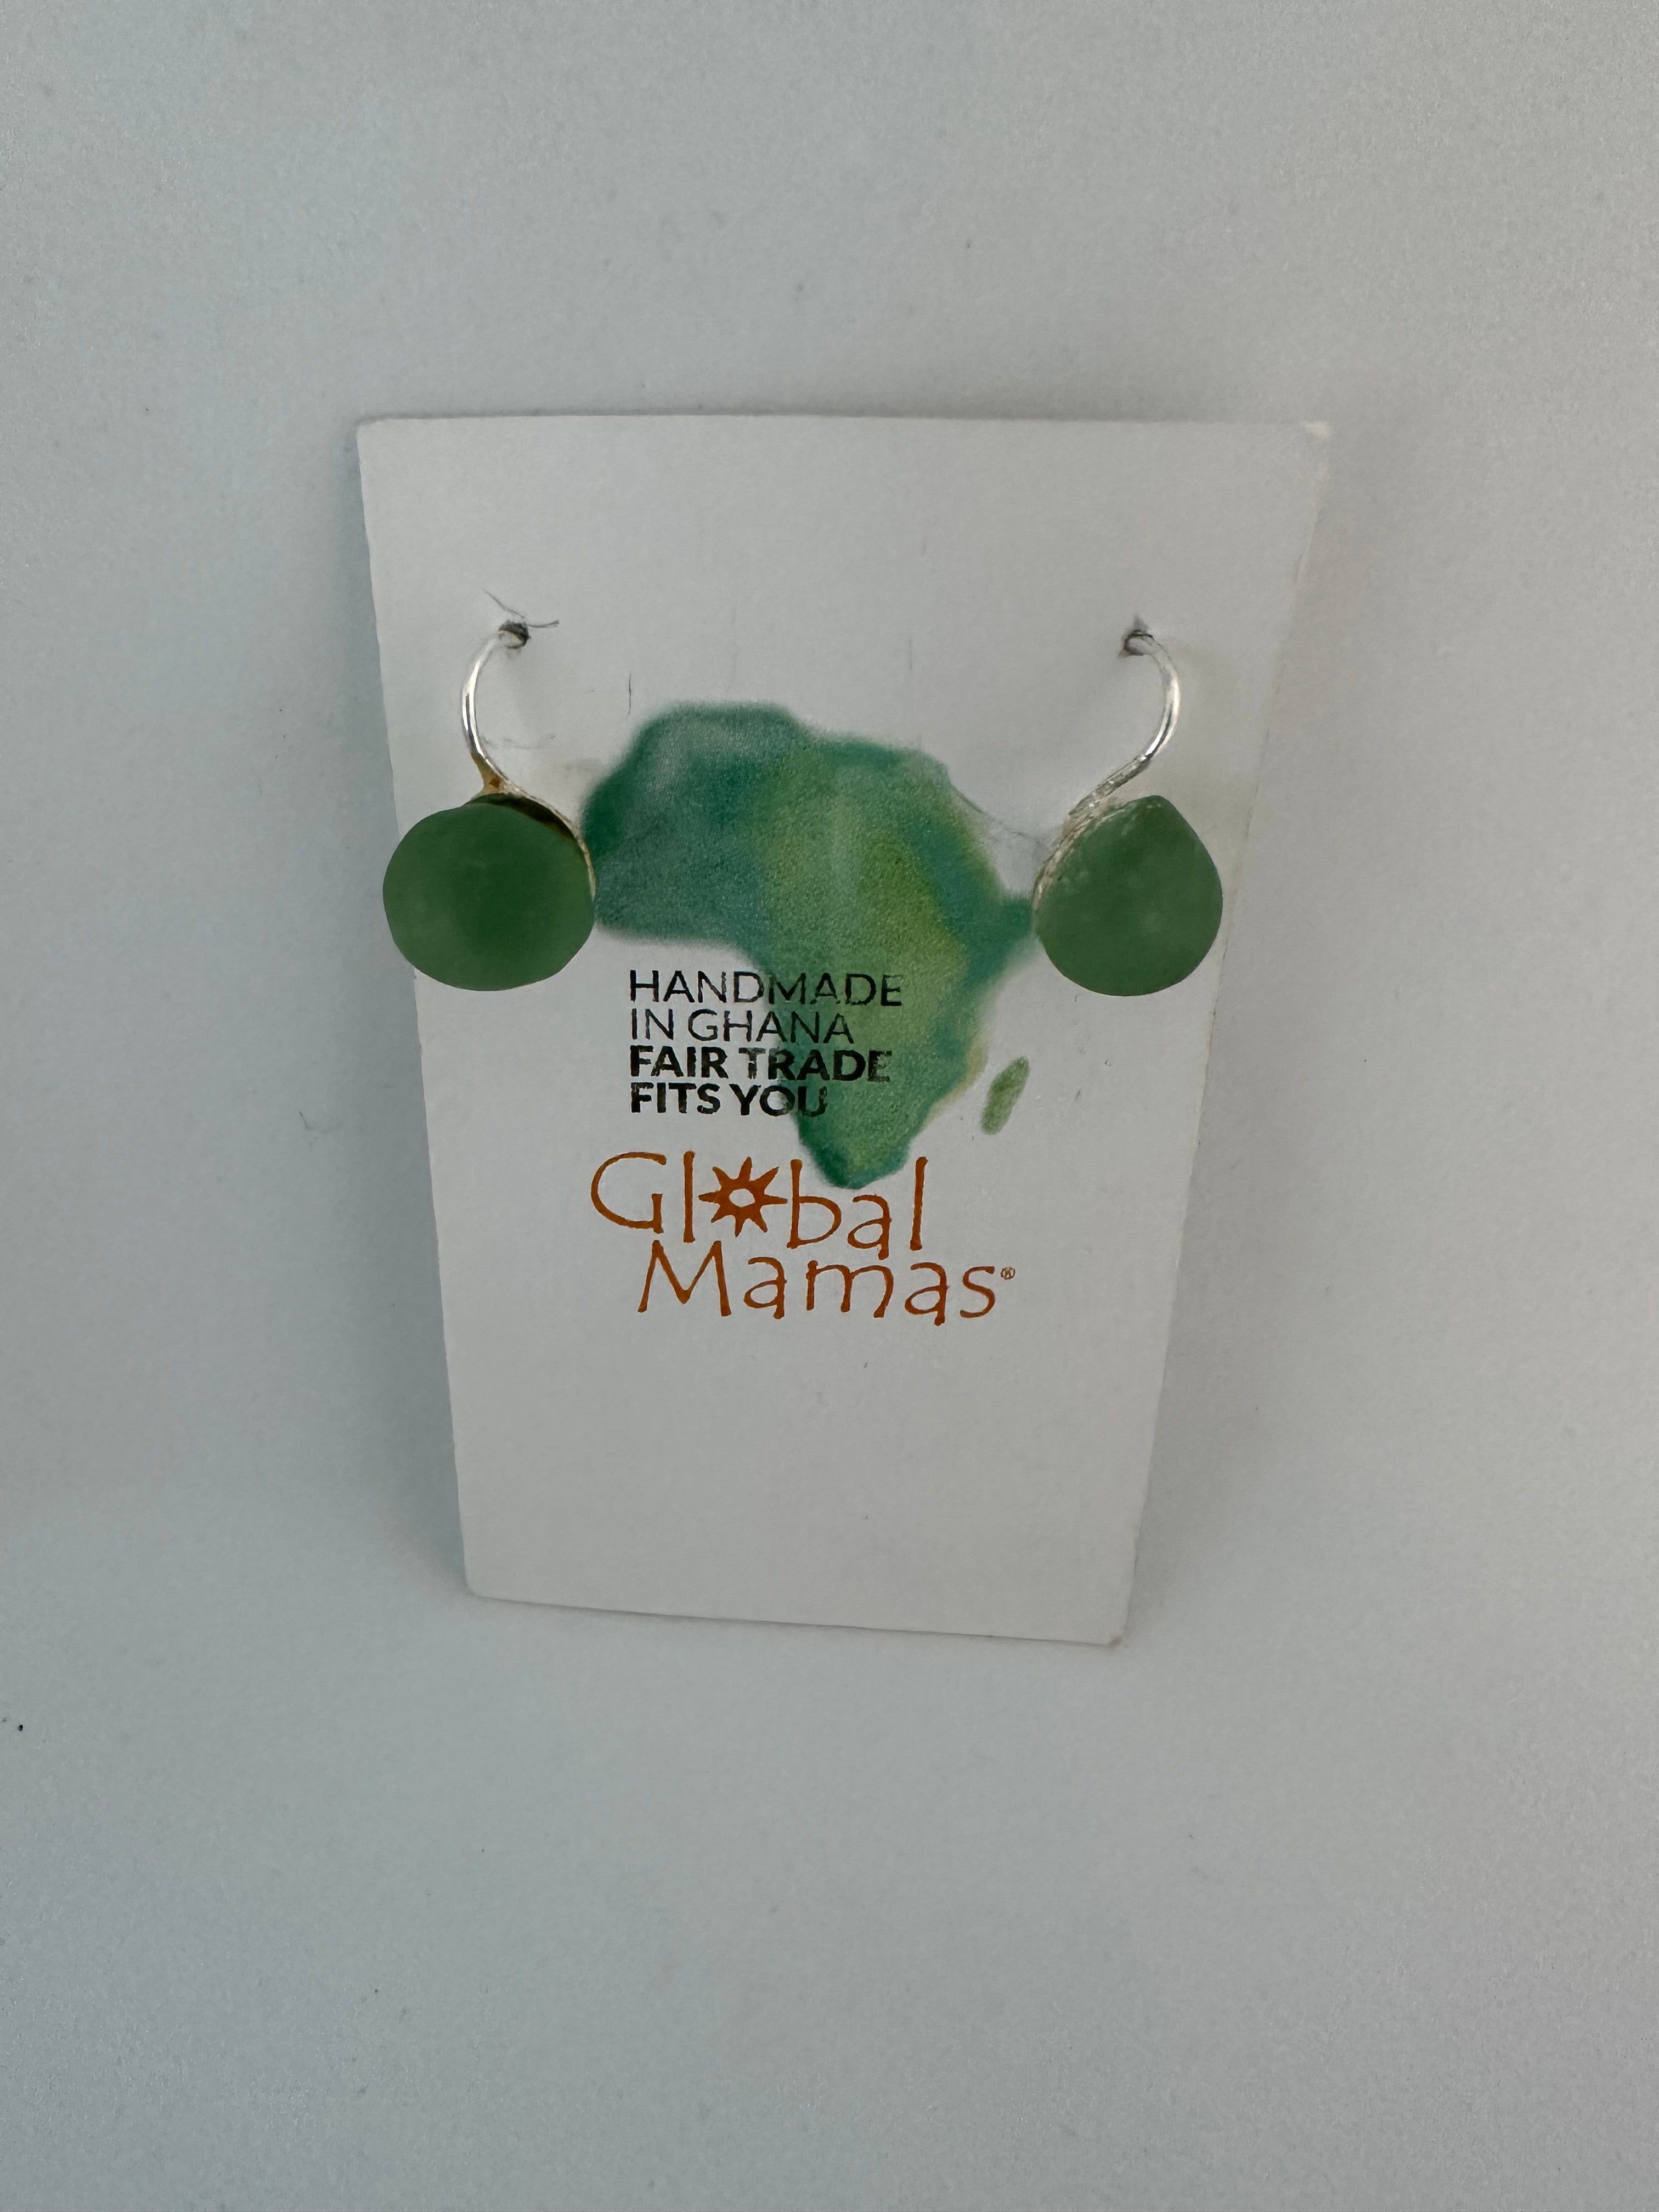 HANDMADE
IN GHANA
FAIR TRADE
FITS YOU
Global
Mamas®